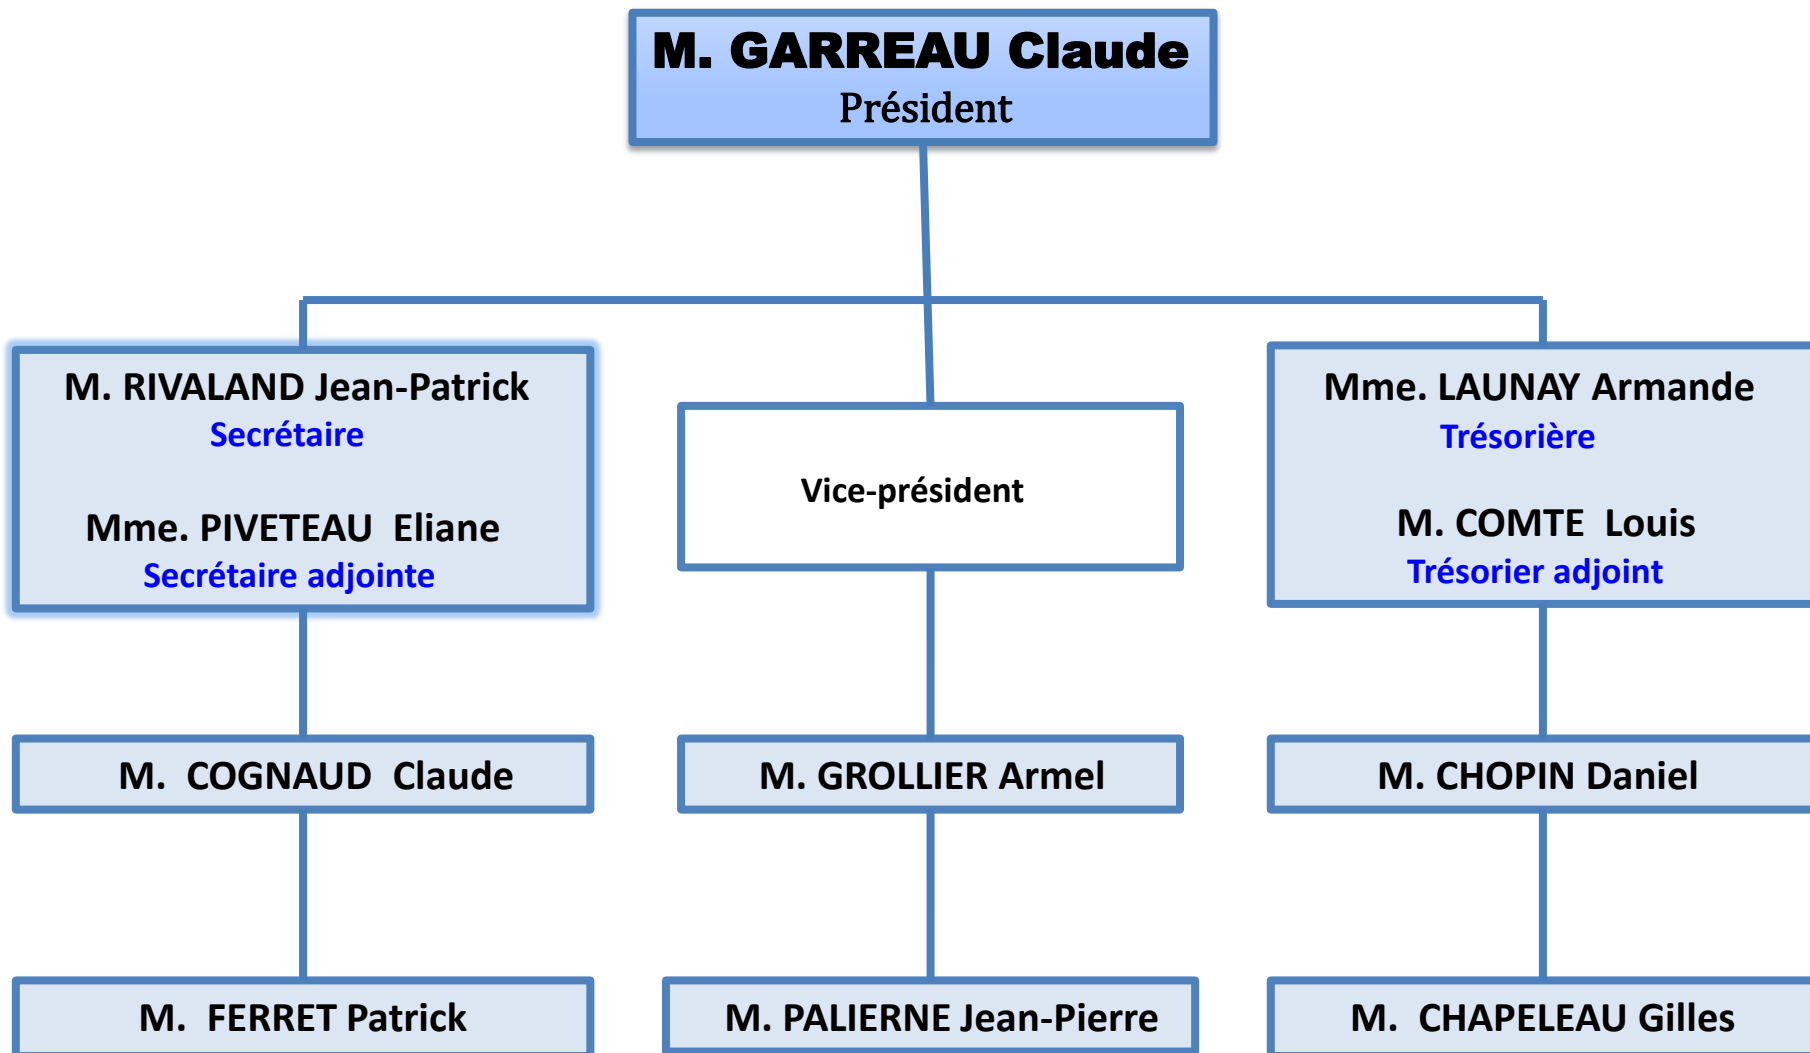 M. GARREAU Claude
Président
M. RIVALAND Jean-Patrick
Secrétaire
Mme. PIVETEAU Eliane
Secrétaire adjointe
Vice-président
Mme. LAUNAY Armande
Trésorière
M. COMTE Louis
Trésorier adjoint
M. COGNAUD Claude
M. GROLLIER Armel
M. CHOPIN Daniel
M. FERRET Patrick
M. PALIERNE Jean-Pierre
M. CHAPELEAU Gilles